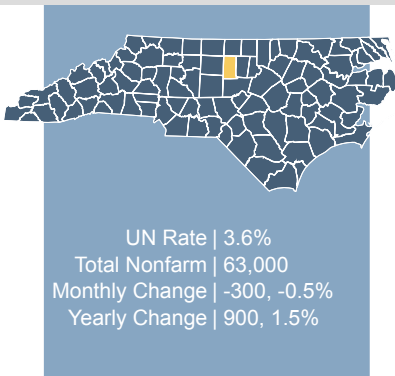 UN Rate | 3.6%
Total Nonfarm | 63,000
Monthly Change | -300, -0.5%
Yearly Change | 900, 1.5%